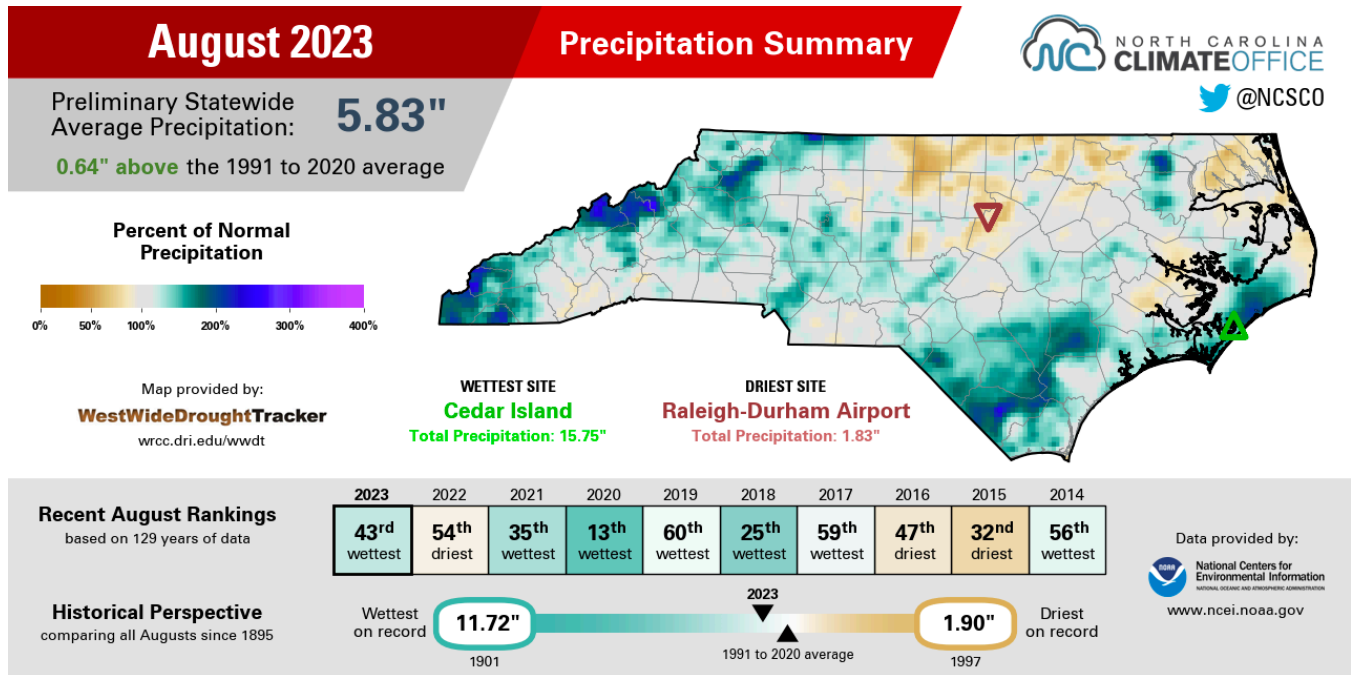 August 2023
Precipitation Summary
NORTH CAROLINA
CLIMATEOFFICE
@NCSCO
Preliminary Statewide
Average Precipitation:
5.83"
0.64" above the 1991 to 2020 average
Percent of Normal
Precipitation
0% 50% 100% 200% 300% 400%
Map provided by:
WestWideDroughtTracker
wrcc.dri.edu/wwdt
WETTEST SITE
Cedar Island
Total Precipitation: 15.75"
DRIEST SITE
Raleigh-Durham Airport
Total Precipitation: 1.83"
Recent August Rankings
based on 129 years of data
2023 2022 2021 2020 2019 2018 2017 2016 2015 2014
43rd 54th 35th 13th 60th 25th 59th 47th 32nd 56th
wettest driest wettest wettest wettest wettest wettest driest driest wettest
Historical Perspective
comparing all Augusts since 1895
Wettest
on record
11.72"
1901
2023
1991 to 2020 average
1.90"
1997
Driest
on record
Data provided by:
NOAA
National Centers for
Environmental Information
NATIONAL OCEANIC AND ATMOSPHERIC ADMINISTRATION
www.ncei.noaa.gov